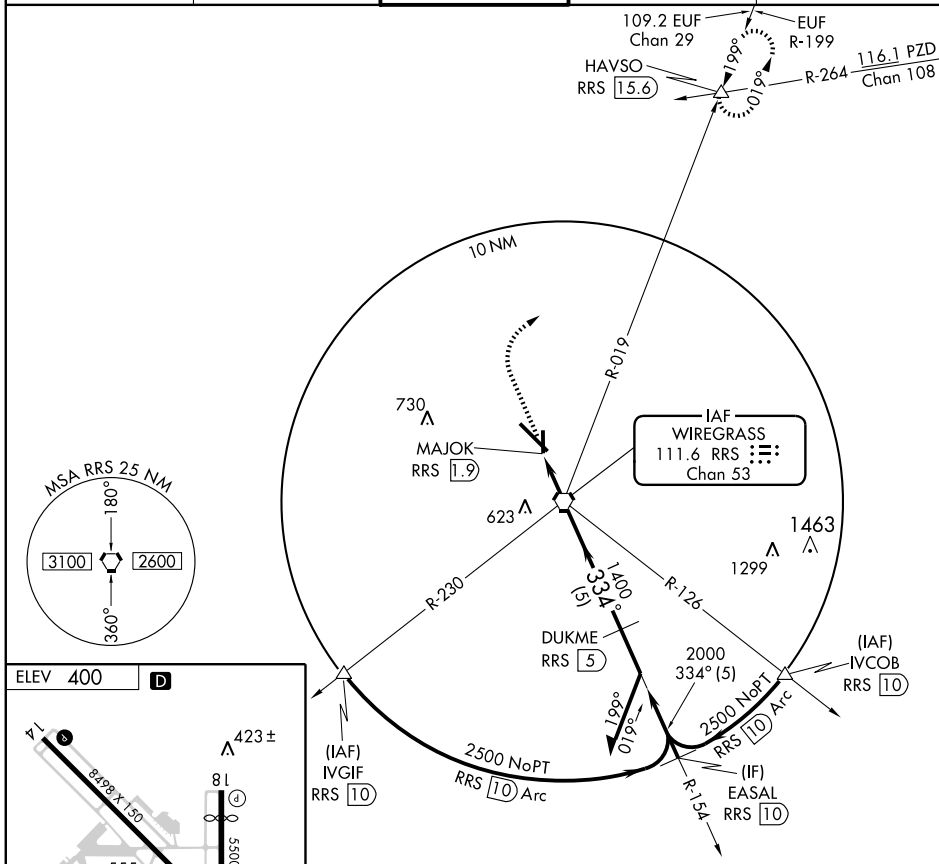 109.2 EUF
Chan 29
EUF
R-199
HAVSO
RRS 15.6
199°
019°
R-264
116.1 PZD
Chan 108
10 NM
R-019
730
MAJOK
RRS 1.9
IAF
WIREGRASS
111.6 RRS
Chan 53
623
1463
1299
MSA RRS 25 NM
180°
3100
2600
360°
R-230
1400
334°
(5)
R-126
DUKME
RRS 5
2000
334° (5)
(IAF)
IVCOB
RRS 10
199°
019°
2500 NoPT
RRS 10 Arc
(IAF)
IVGIF
RRS 10
2500 NoPT
RRS 10 Arc
(IF)
EASAL
RRS 10
R-154
ELEV 400
D
14
P
423 ±
18
P
8498 X 150
5500